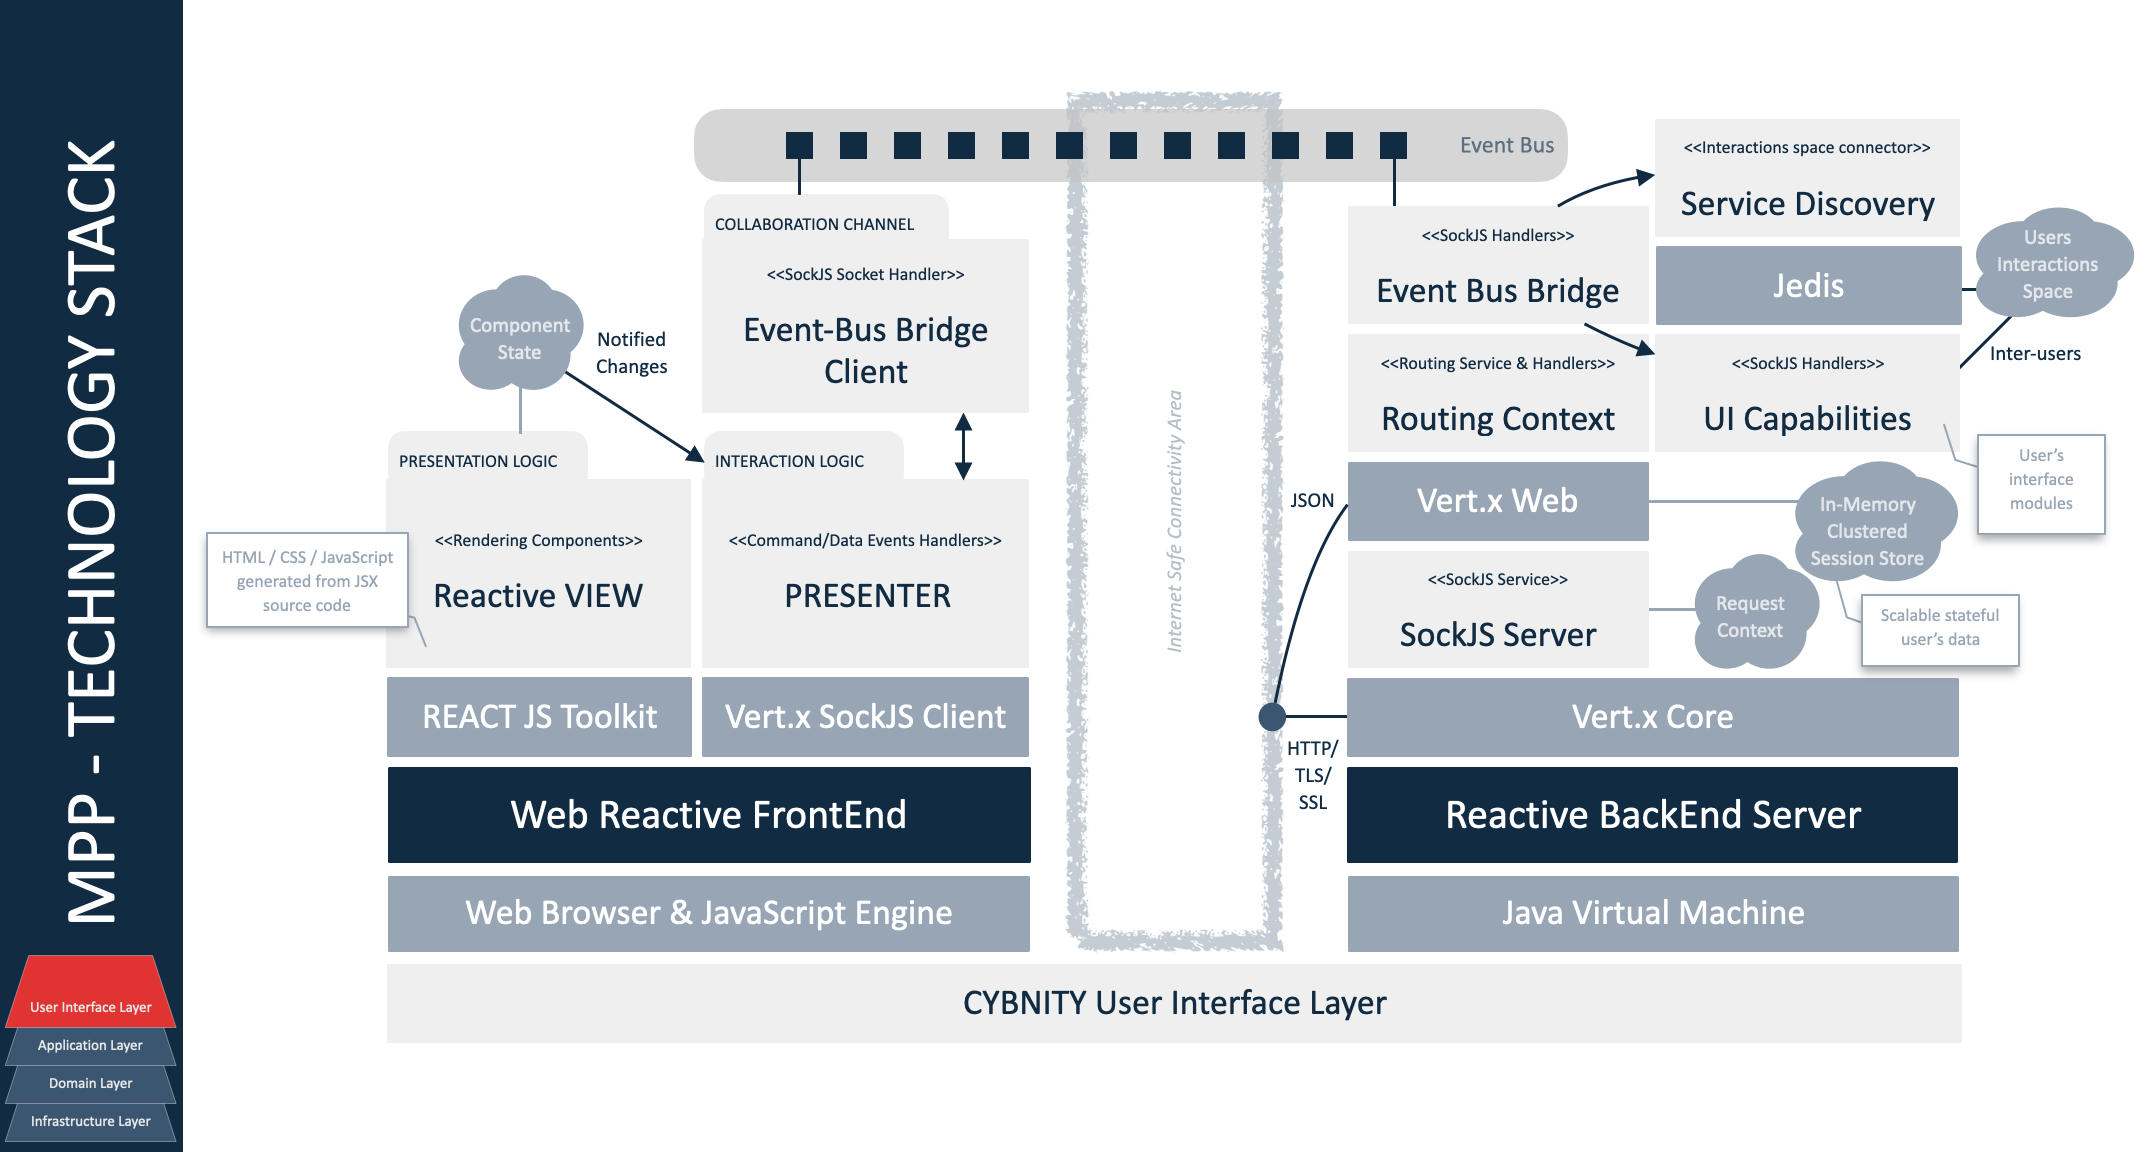 MPP - TECHNOLOGY STACK
User Interface Layer
Application Layer
Domain Layer
Infrastructure Layer
Event Bus
COLLABORATION CHANNEL
<<SockJS Socket Handler>>
Event-Bus Bridge
Client
Component
State
Notified
Changes
PRESENTATION LOGIC
<<Rendering Components>>
Reactive VIEW
HTML / CSS / JavaScript
generated from JSX
source code
INTERACTION LOGIC
<<Command/Data Events Handlers>>
PRESENTER
REACT JS Toolkit
Vert.x SockJS Client
Web Reactive FrontEnd
Web Browser & JavaScript Engine
Internet Safe Connectivity Area
<<SockJS Handlers>>
Event Bus Bridge
<<Interactions space connector>>
Service Discovery
Jedis
Users
Interactions
Space
Inter-users
<<Routing Service & Handlers>>
Routing Context
<<SockJS Handlers>>
UI Capabilities
User's
interface
modules
JSON
Vert.x Web
In-Memory
Clustered
Session Store
<<SockJS Service>>
SockJS Server
Request
Context
Scalable stateful
user's data
Vert.x Core
HTTP/
TLS/
SSL
Reactive BackEnd Server
Java Virtual Machine
CYBNITY User Interface Layer